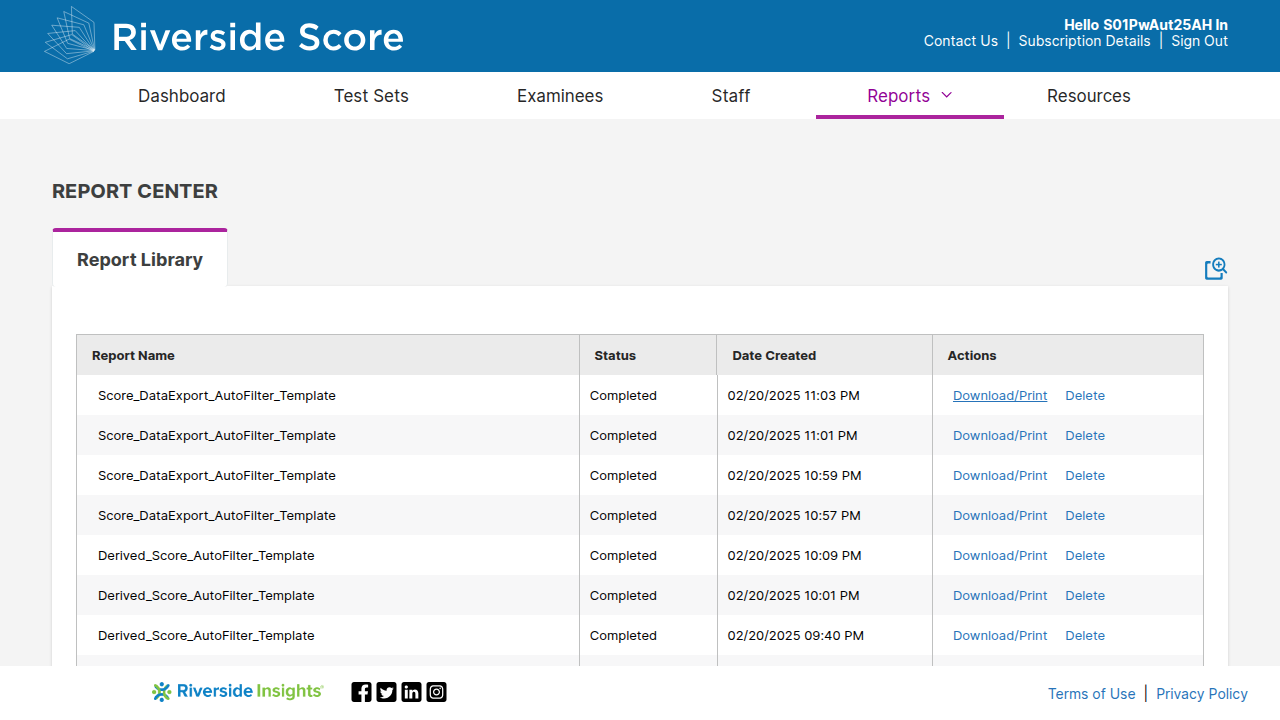 Riverside Score
Hello S01PwAut25AH In
Contact Us | Subscription Details | Sign Out
Dashboard Test Sets Examinees Staff Reports Resources
REPORT CENTER
Report Library
Report Name Status Date Created Actions
Score_DataExport_AutoFilter_Template Completed 02/20/2025 11:03 PM Download/Print Delete
Score_DataExport_AutoFilter_Template Completed 02/20/2025 11:01 PM Download/Print Delete
Score_DataExport_AutoFilter_Template Completed 02/20/2025 10:59 PM Download/Print Delete
Score_DataExport_AutoFilter_Template Completed 02/20/2025 10:57 PM Download/Print Delete
Derived_Score_AutoFilter_Template Completed 02/20/2025 10:09 PM Download/Print Delete
Derived_Score_AutoFilter_Template Completed 02/20/2025 10:01 PM Download/Print Delete
Derived_Score_AutoFilter_Template Completed 02/20/2025 09:40 PM Download/Print Delete
Riverside Insights
Terms of Use | Privacy Policy